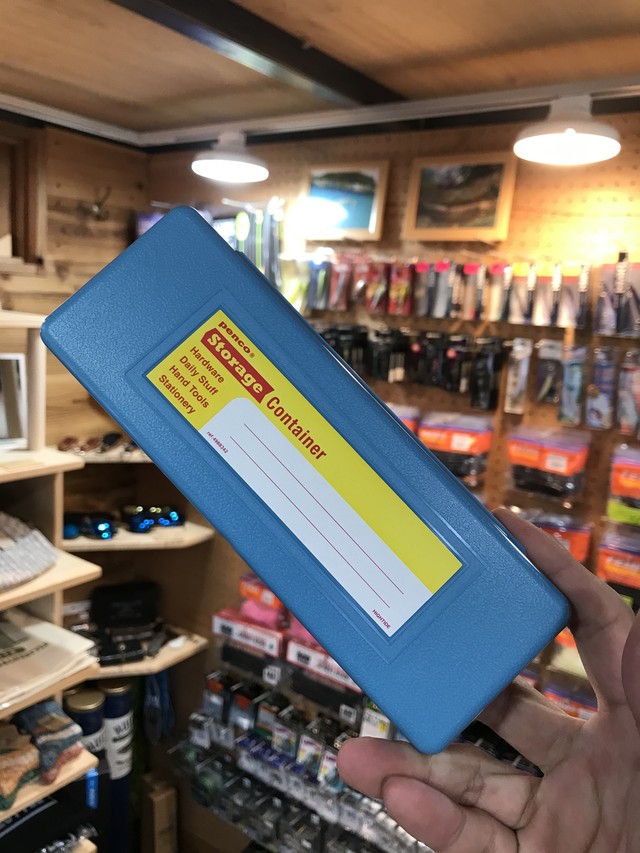 penco®
Storage Container
Hardware
Daily Stuff
Hand Tools
Stationery
HIGHTIDE